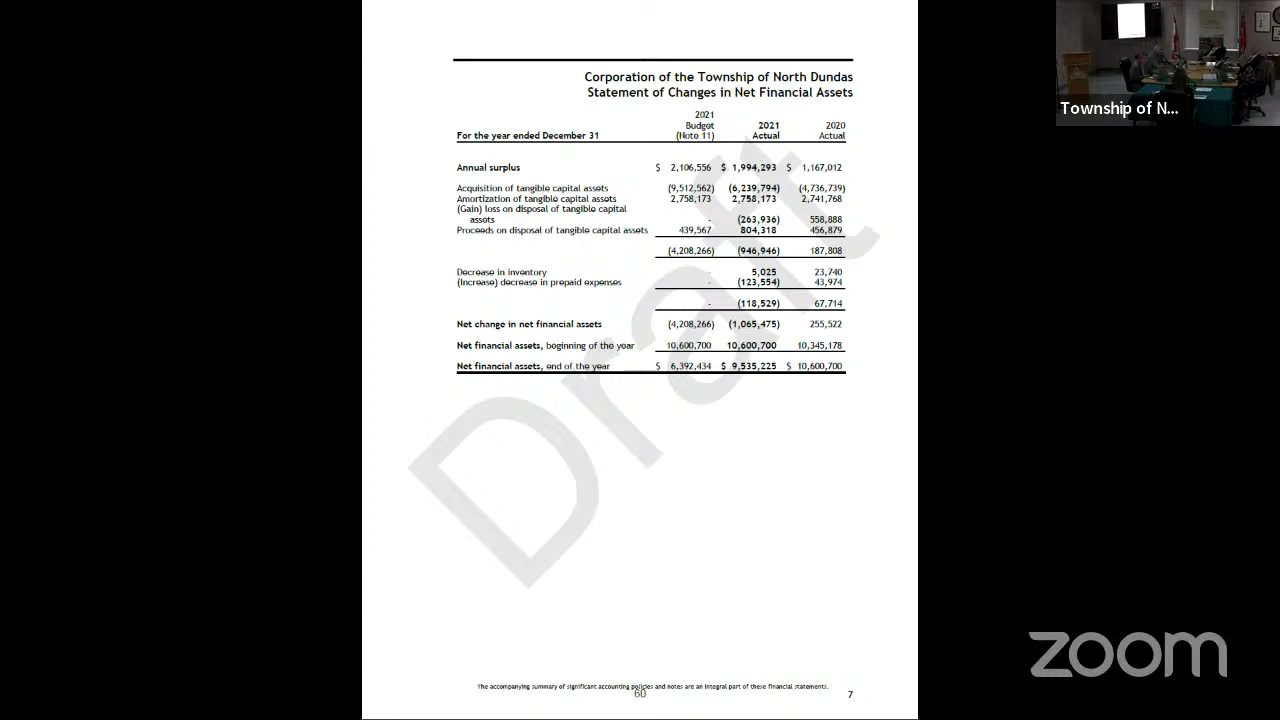 Corporation of the Township of North Dundas
Statement of Changes in Net Financial Assets
2021
Budget 2021 2020
For the year ended December 31 (Note 11) Actual Actual
Annual surplus $ 2,106,556 $ 1,994,293 $ 1,167,012
Acquisition of tangible capital assets (9,512,562) (6,239,794) (4,736,739)
Amortization of tangible capital assets 2,758,173 2,758,173 2,741,768
(Gain) loss on disposal of tangible capital
assets - (263,936) 558,888
Proceeds on disposal of tangible capital assets 439,567 804,318 456,879
(4,208,266) (946,946) 187,808
Decrease in inventory - 5,025 23,740
(Increase) decrease in prepaid expenses - (123,554) 43,974
- (118,529) 67,714
Net change in net financial assets (4,208,266) (1,065,475) 255,522
Net financial assets, beginning of the year 10,600,700 10,600,700 10,345,178
Net financial assets, end of the year $ 6,392,434 $ 9,535,225 $ 10,600,700
Draft
The accompanying summary of significant accounting policies and notes are an integral part of these financial statements.
60
7
Township of N...
zoom